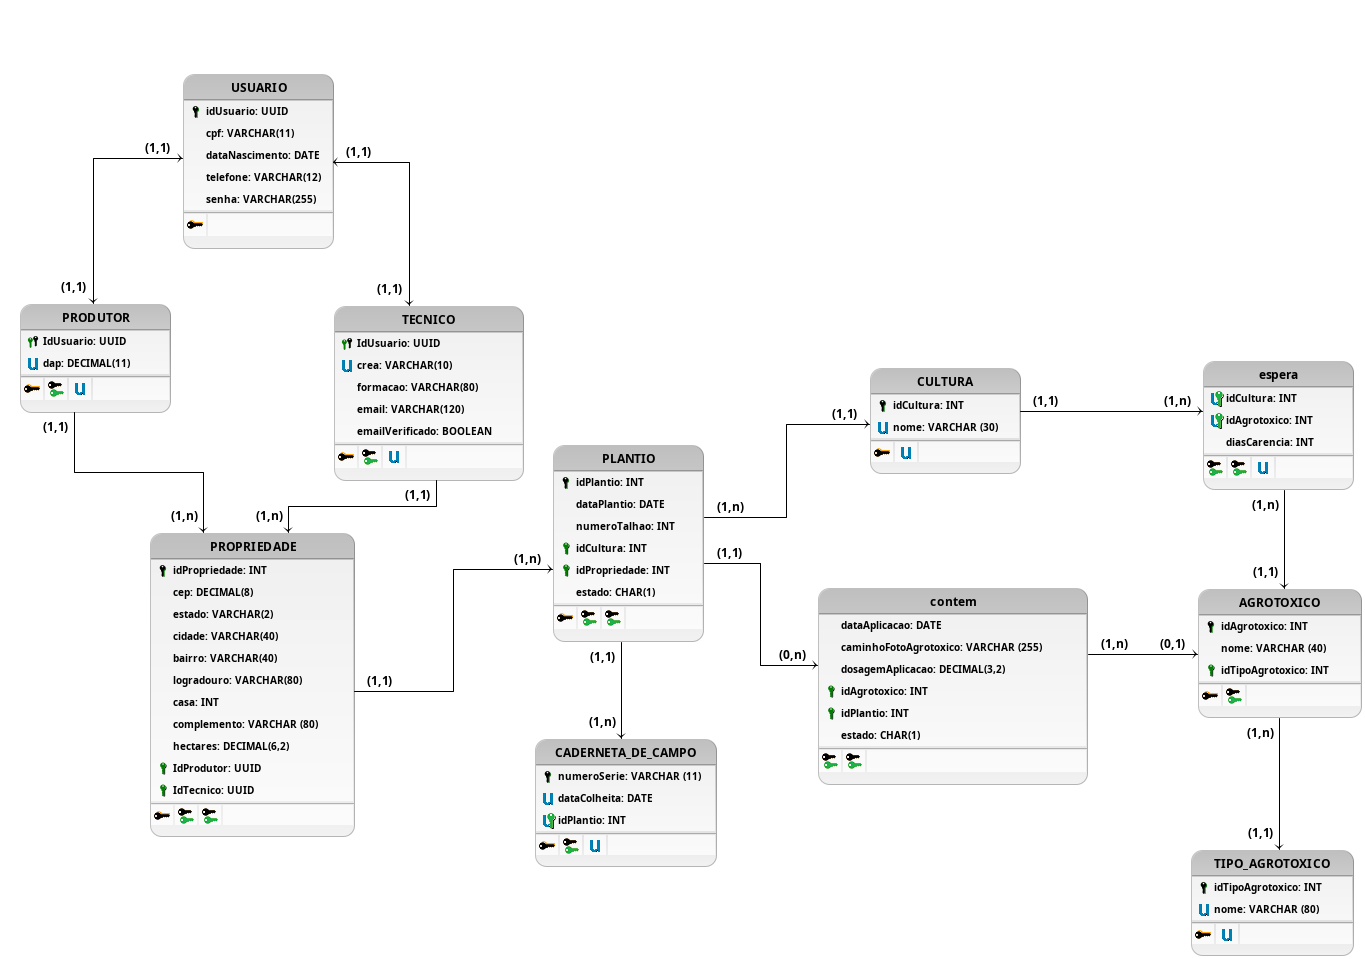 USUARIO
idUsuario: UUID
cpf: VARCHAR(11)
dataNascimento: DATE
telefone: VARCHAR(12)
senha: VARCHAR(255)
(1,1)
(1,1)
(1,1)
(1,1)
PRODUTOR
IdUsuario: UUID
dap: DECIMAL(11)
(1,1)
(1,n)
TECNICO
IdUsuario: UUID
crea: VARCHAR(10)
formacao: VARCHAR(80)
email: VARCHAR(120)
emailVerificado: BOOLEAN
(1,1)
(1,n)
PROPRIEDADE
idPropriedade: INT
cep: DECIMAL(8)
estado: VARCHAR(2)
cidade: VARCHAR(40)
bairro: VARCHAR(40)
logradouro: VARCHAR(80)
casa: INT
complemento: VARCHAR (80)
hectares: DECIMAL(6,2)
IdProdutor: UUID
IdTecnico: UUID
(1,1)
(1,n)
PLANTIO
idPlantio: INT
dataPlantio: DATE
numeroTalhao: INT
idCultura: INT
idPropriedade: INT
estado: CHAR(1)
(1,n)
(1,1)
(1,1)
(0,n)
(1,1)
(1,n)
CADERNETA_DE_CAMPO
numeroSerie: VARCHAR (11)
dataColheita: DATE
idPlantio: INT
CULTURA
idCultura: INT
nome: VARCHAR (30)
(1,1)
(1,n)
espera
idCultura: INT
idAgrotoxico: INT
diasCarencia: INT
(1,n)
(1,1)
contem
dataAplicacao: DATE
caminhoFotoAgrotoxico: VARCHAR (255)
dosagemAplicacao: DECIMAL(3,2)
idAgrotoxico: INT
idPlantio: INT
estado: CHAR(1)
(1,n)
(0,1)
AGROTOXICO
idAgrotoxico: INT
nome: VARCHAR (40)
idTipoAgrotoxico: INT
(1,n)
(1,1)
TIPO_AGROTOXICO
idTipoAgrotoxico: INT
nome: VARCHAR (80)